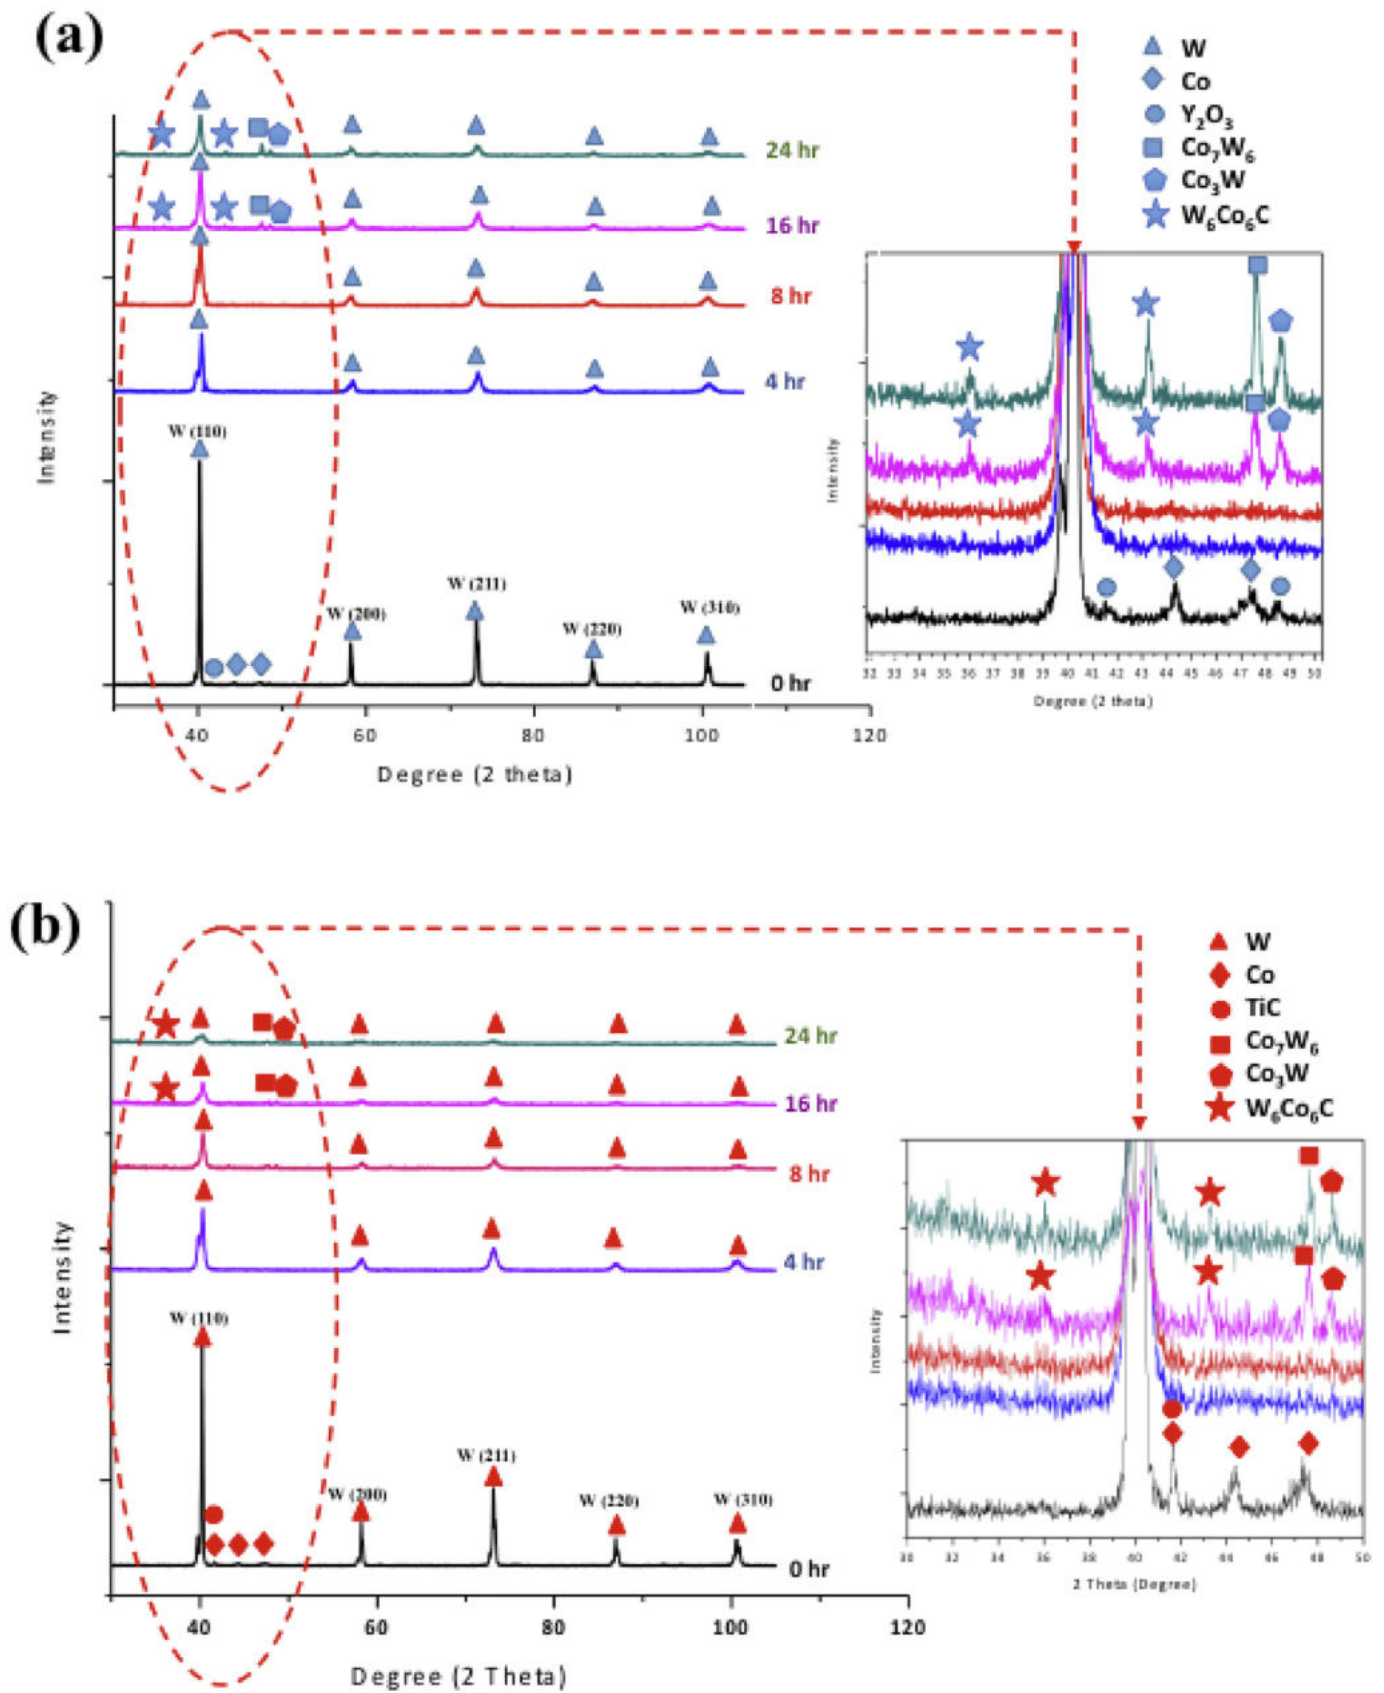 (a)
W
Co
Y₂O₃
Co₇W₆
Co₃W
W₆Co₆C
24 hr
16 hr
8 hr
4 hr
0 hr
W (110)
W (200)
W (211)
W (220)
W (310)
Intensity
40 60 80 100 120
Degree (2 theta)
Intensity
32 33 34 35 36 37 38 39 40 41 42 43 44 45 46 47 48 49 50
Degree (2 theta)
(b)
W
Co
TiC
Co₇W₆
Co₃W
W₆Co₆C
24 hr
16 hr
8 hr
4 hr
0 hr
W (110)
W (200)
W (211)
W (220)
W (310)
Intensity
40 60 80 100 120
Degree (2 Theta)
Intensity
30 32 34 36 38 40 42 44 46 48 50
2 Theta (Degree)